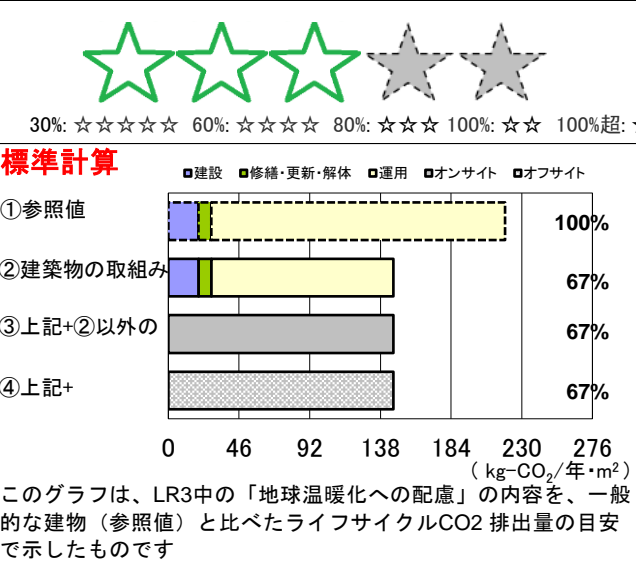 30%: ☆☆☆☆☆ 60%: ☆☆☆☆ 80%: ☆☆☆ 100%: ☆☆ 100%超:
標準計算
建設 修繕・更新・解体 運用 オンサイト オフサイト
①参照値 100%
②建築物の取組み 67%
③上記+②以外の 67%
④上記+ 67%
0 46 92 138 184 230 276
( kg-CO2/年・m²)
このグラフは、LR3中の「地球温暖化への配慮」の内容を、一般
的な建物（参照値）と比べたライフサイクルCO2 排出量の目安
で示したものです